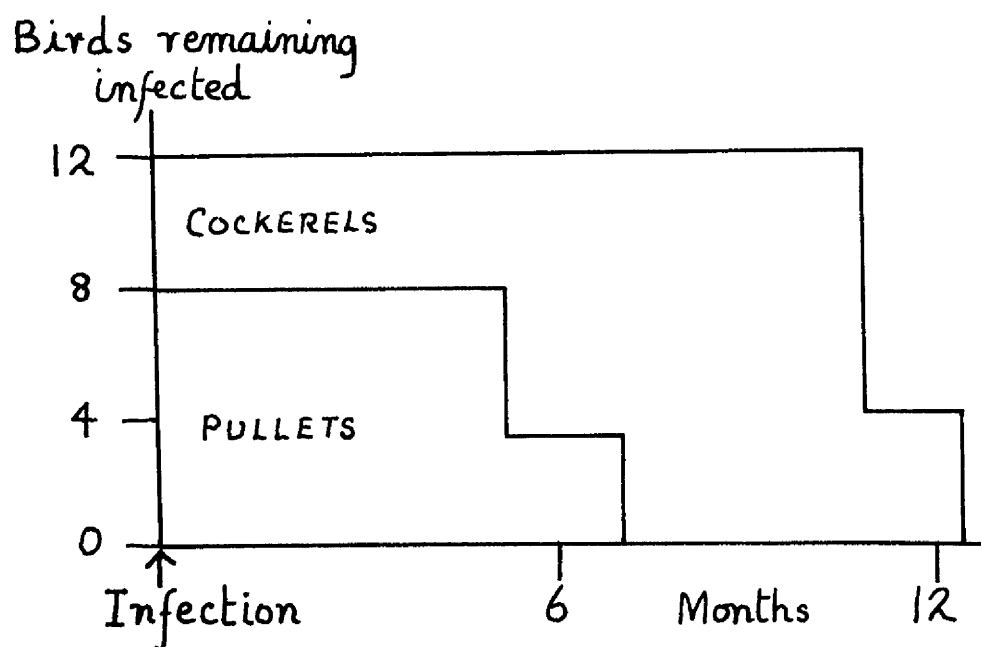 Birds remaining
infected
12
COCKERELS
8
4
PULLETS
0
Infection
6
Months
12